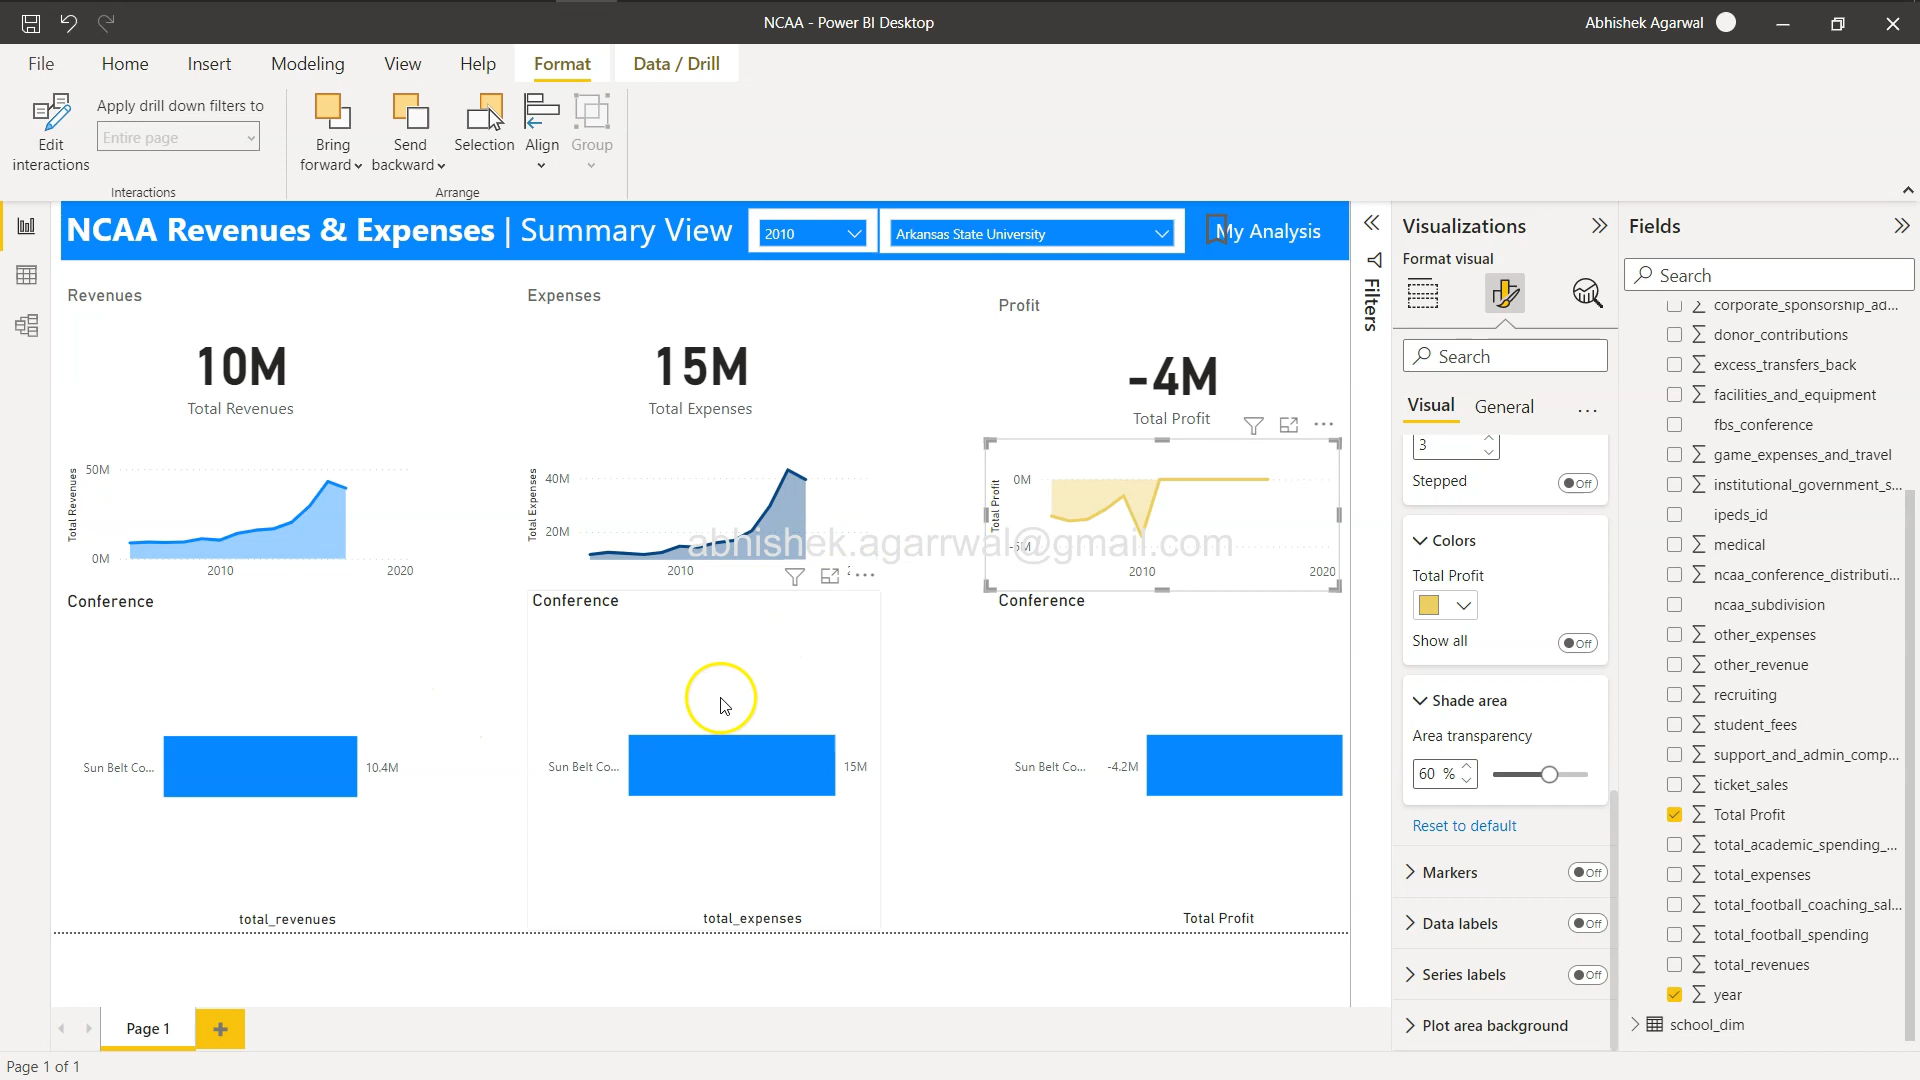 NCAA - Power BI Desktop
Abhishek Agarwal
File Home Insert Modeling View Help Format Data / Drill
Edit interactions
Apply drill down filters to
Entire page
Bring forward
Send backward
Selection
Align
Group
Interactions
Arrange
NCAA Revenues & Expenses | Summary View
2010
Arkansas State University
My Analysis
Revenues
10M
Total Revenues
Expenses
15M
Total Expenses
Profit
-4M
Total Profit
Total Revenues
50M
0M
2010 2020
Total Expenses
40M
20M
2010
Total Profit
0M
-5M
2010 2020
abhishek.agarrwal@gmail.com
Conference
Sun Belt Co... 10.4M
total_revenues
Conference
Sun Belt Co... 15M
total_expenses
Conference
Sun Belt Co... -4.2M
Total Profit
Page 1
Page 1 of 1
Filters
Visualizations
Format visual
Search
Visual General ...
3
Stepped Off
Colors
Total Profit
Show all Off
Shade area
Area transparency
60 %
Reset to default
Markers Off
Data labels Off
Series labels Off
Plot area background
Fields
Search
corporate_sponsorship_ad...
donor_contributions
excess_transfers_back
facilities_and_equipment
fbs_conference
game_expenses_and_travel
institutional_government_s...
ipeds_id
medical
ncaa_conference_distributi...
ncaa_subdivision
other_expenses
other_revenue
recruiting
student_fees
support_and_admin_comp...
ticket_sales
Total Profit
total_academic_spending_...
total_expenses
total_football_coaching_sal...
total_football_spending
total_revenues
year
school_dim